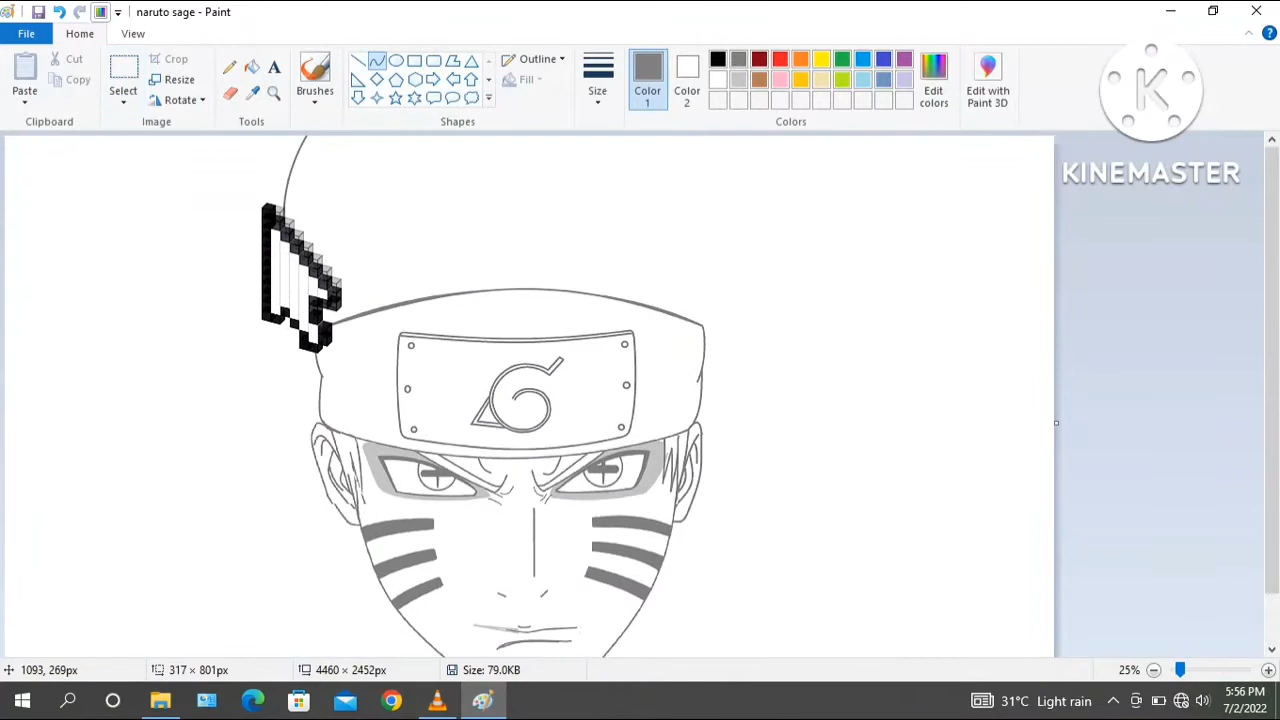 naruto sage - Paint
File Home View
Paste Cut Copy Select Crop Resize Rotate A Brushes Outline Fill Size Color 1 Color 2 Edit colors Edit with Paint 3D
Clipboard Image Tools Shapes Colors
K
KINEMASTER
1093, 269px 317 × 801px 4460 × 2452px Size: 79.0KB 25%
31°C Light rain 5:56 PM
7/2/2022